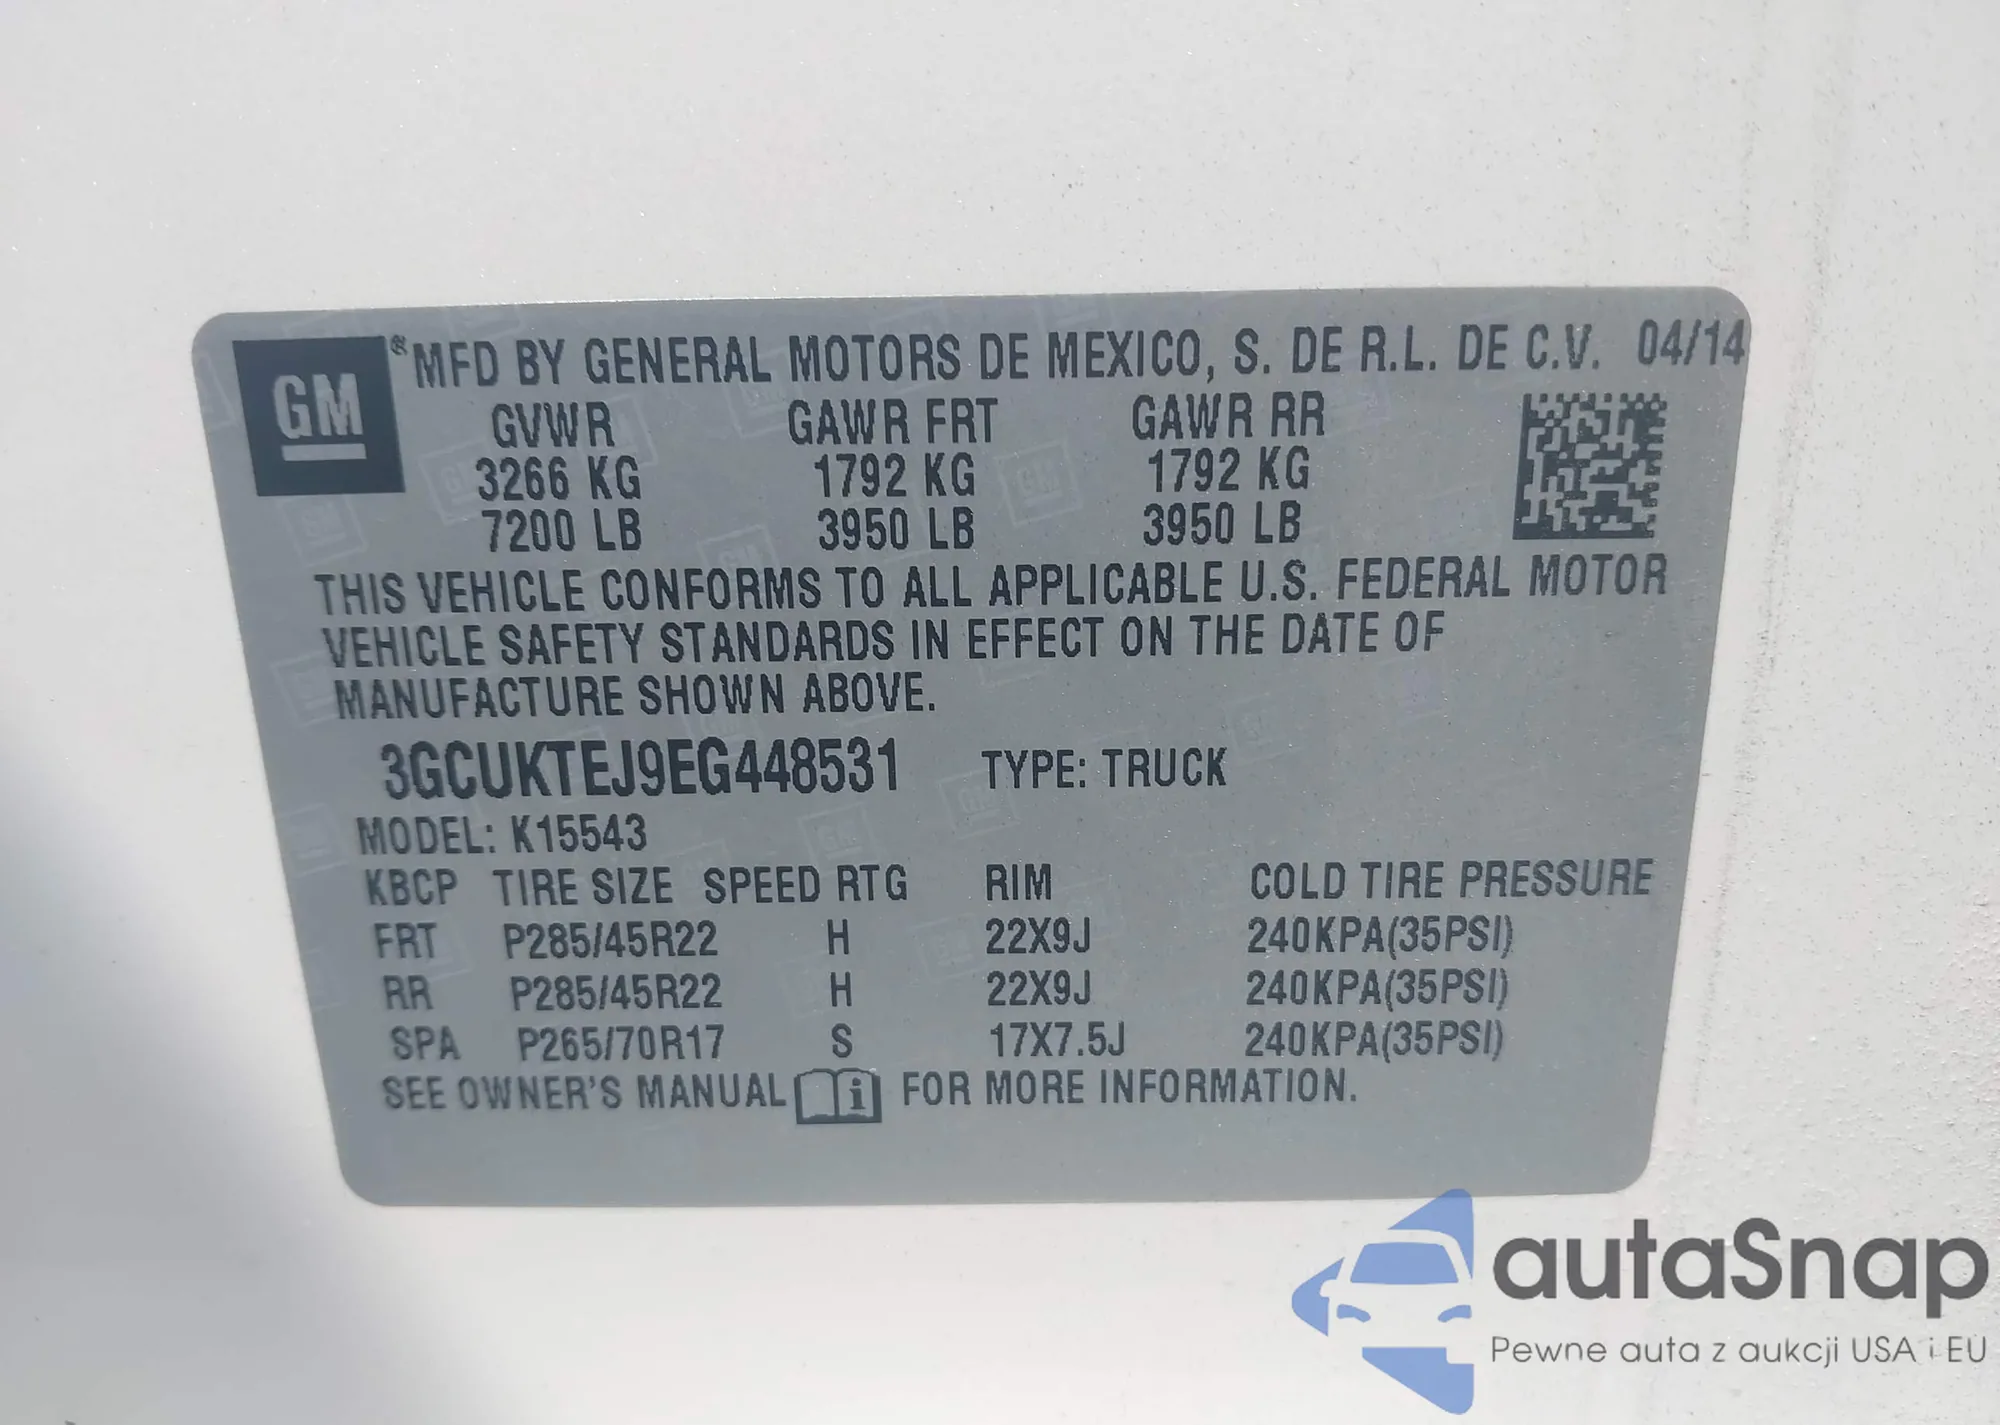 GM ® MFD BY GENERAL MOTORS DE MEXICO, S. DE R.L. DE C.V. 04/14
GVWR GAWR FRT GAWR RR
3266 KG 1792 KG 1792 KG
7200 LB 3950 LB 3950 LB
THIS VEHICLE CONFORMS TO ALL APPLICABLE U.S. FEDERAL MOTOR
VEHICLE SAFETY STANDARDS IN EFFECT ON THE DATE OF
MANUFACTURE SHOWN ABOVE.
3GCUKTEJ9EG448531 TYPE: TRUCK
MODEL: K15543
KBCP TIRE SIZE SPEED RTG RIM COLD TIRE PRESSURE
FRT P285/45R22 H 22X9J 240KPA(35PSI)
RR P285/45R22 H 22X9J 240KPA(35PSI)
SPA P265/70R17 S 17X7.5J 240KPA(35PSI)
SEE OWNER'S MANUAL i FOR MORE INFORMATION.
autaSnap
Pewne auta z aukcji USA i EU